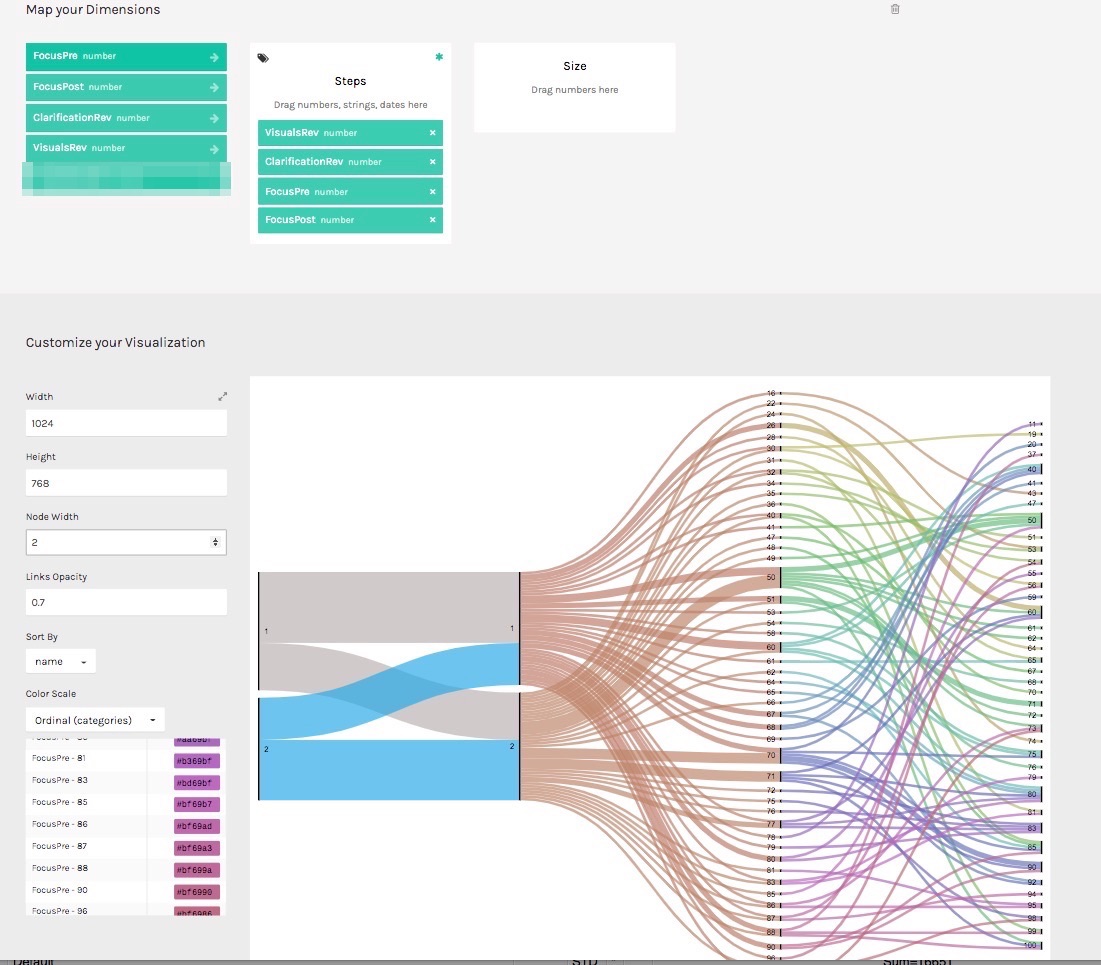 Map your Dimensions
FocusPre number
FocusPost number
ClarificationRev number
VisualsRev number
Steps
Drag numbers, strings, dates here
VisualsRev number
ClarificationRev number
FocusPre number
FocusPost number
Size
Drag numbers here
Customize your Visualization
Width
1024
Height
768
Node Width
2
Links Opacity
0.7
Sort By
name
Color Scale
Ordinal (categories)
#aa69bf
FocusPre - 81 #b369bf
FocusPre - 83 #bd69bf
FocusPre - 85 #bf69b7
FocusPre - 86 #bf69ad
FocusPre - 87 #bf69a3
FocusPre - 88 #bf699a
FocusPre - 90 #bf6990
FocusPre - 96 #bf6986
1
2
1
2
16
22
24
26
28
30
31
32
34
35
36
40
41
47
48
49
50
51
53
54
58
60
61
62
64
65
66
67
68
69
70
71
72
75
76
77
78
79
80
81
83
85
86
87
88
90
96
11
19
20
37
40
41
43
47
50
51
53
54
55
56
59
60
61
62
64
65
67
68
70
71
72
73
74
75
76
79
80
81
83
85
90
92
94
95
98
99
100
Default
STD
Sum=16651